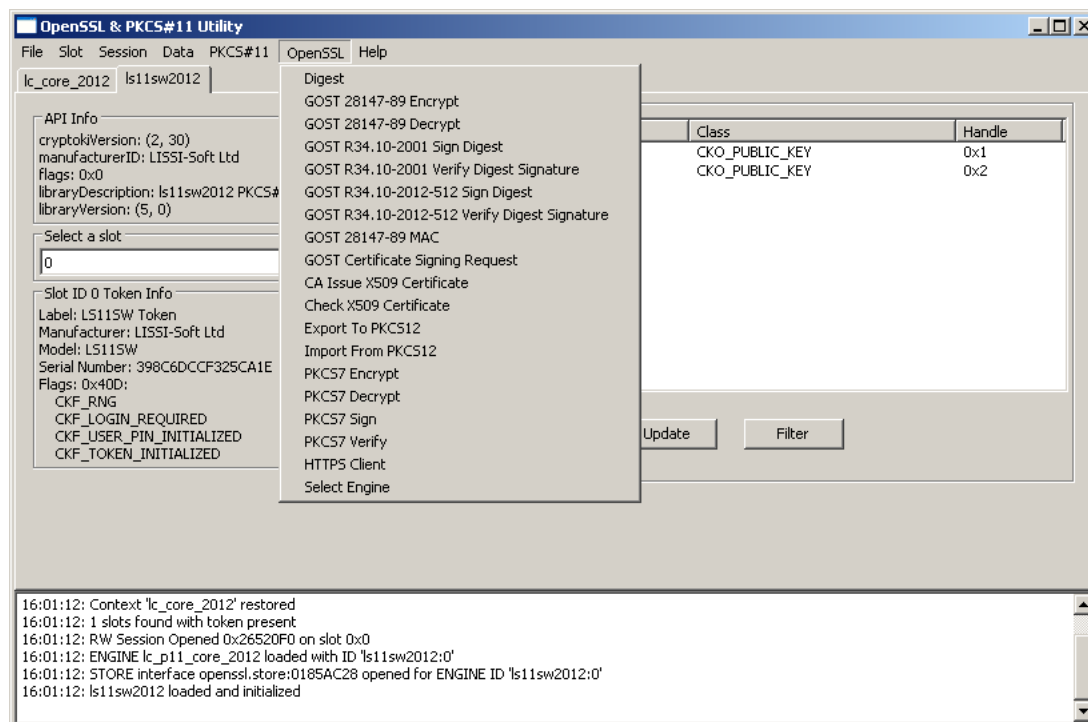 OpenSSL & PKCS#11 Utility
File Slot Session Data PKCS#11 OpenSSL Help
lc_core_2012 ls11sw2012
API Info
cryptokiVersion: (2, 30)
manufacturerID: LISSI-Soft Ltd
flags: 0x0
libraryDescription: ls11sw2012 PKCS#
libraryVersion: (5, 0)
Select a slot
0
Slot ID 0 Token Info
Label: LS11SW Token
Manufacturer: LISSI-Soft Ltd
Model: LS11SW
Serial Number: 398C6DCCF325CA1E
Flags: 0x40D:
CKF_RNG
CKF_LOGIN_REQUIRED
CKF_USER_PIN_INITIALIZED
CKF_TOKEN_INITIALIZED
Digest
GOST 28147-89 Encrypt
GOST 28147-89 Decrypt
GOST R34.10-2001 Sign Digest
GOST R34.10-2001 Verify Digest Signature
GOST R34.10-2012-512 Sign Digest
GOST R34.10-2012-512 Verify Digest Signature
GOST 28147-89 MAC
GOST Certificate Signing Request
CA Issue X509 Certificate
Check X509 Certificate
Export To PKCS12
Import From PKCS12
PKCS7 Encrypt
PKCS7 Decrypt
PKCS7 Sign
PKCS7 Verify
HTTPS Client
Select Engine
Class Handle
CKO_PUBLIC_KEY 0x1
CKO_PUBLIC_KEY 0x2
Update Filter
16:01:12: Context 'lc_core_2012' restored
16:01:12: 1 slots found with token present
16:01:12: RW Session Opened 0x26520F0 on slot 0x0
16:01:12: ENGINE lc_p11_core_2012 loaded with ID 'ls11sw2012:0'
16:01:12: STORE interface openssl.store:0185AC28 opened for ENGINE ID 'ls11sw2012:0'
16:01:12: ls11sw2012 loaded and initialized